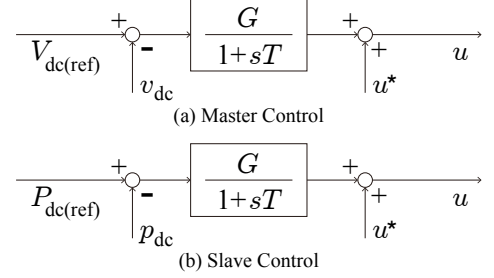 + G +
V_dc(ref) - 1+sT + u
v_dc u*
(a) Master Control
+ G +
P_dc(ref) - 1+sT + u
p_dc u*
(b) Slave Control